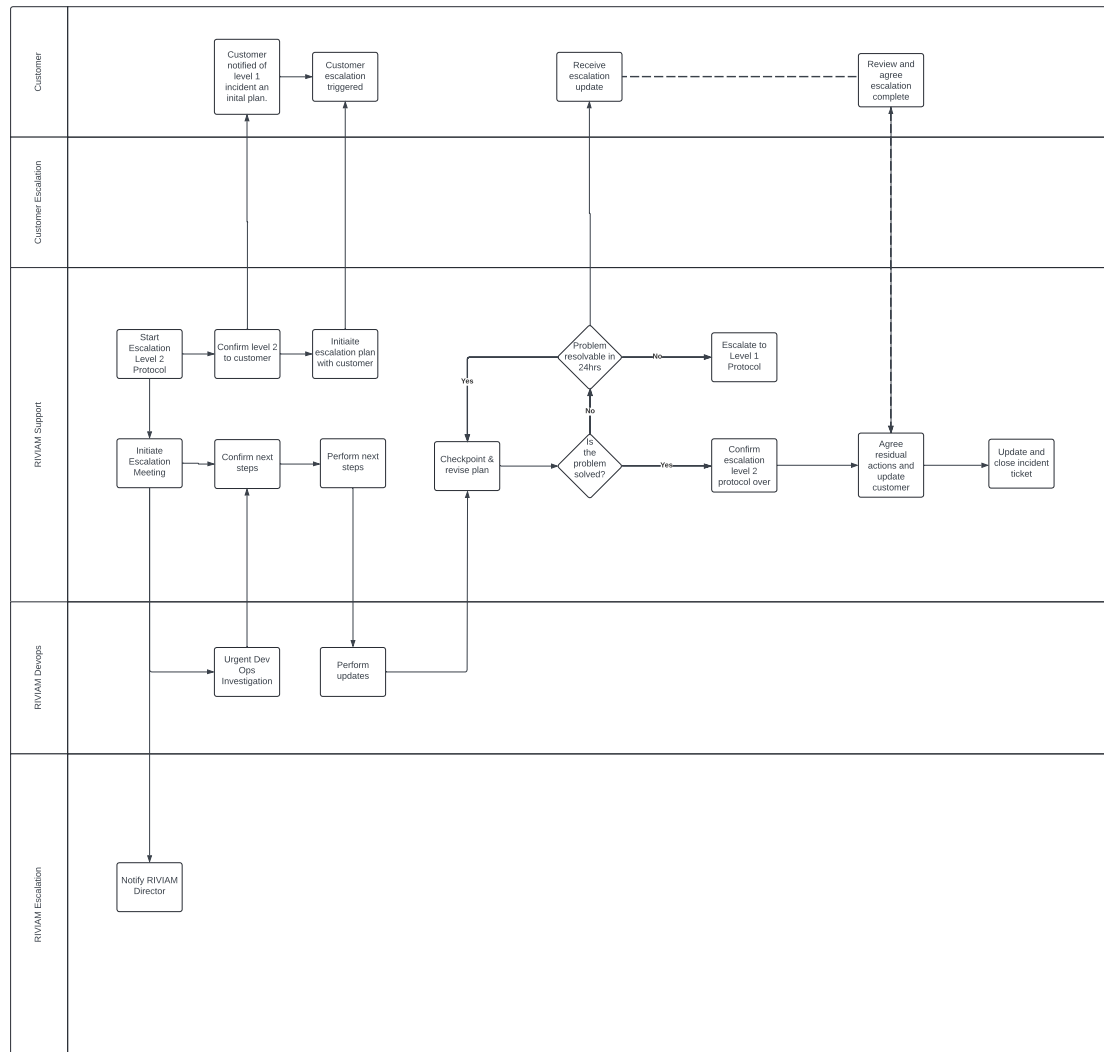 Customer
Customer
notified of
level 1
incident an
inital plan.
Customer
escalation
triggered
Receive
escalation
update
Review and
agree
escalation
complete
Customer Escalation
RIVIAM Support
Start
Escalation
Level 2
Protocol
Confirm level 2
to customer
Initiaite
escalation plan
with customer
Problem
resolvable in
24hrs
No
Escalate to
Level 1
Protocol
Yes
No
Initiate
Escalation
Meeting
Confirm next
steps
Perform next
steps
Checkpoint &
revise plan
Is
the
problem
solved?
Yes
Confirm
escalation
level 2
protocol over
Agree
residual
actions and
update
customer
Update and
close incident
ticket
RIVIAM Devops
Urgent Dev
Ops
Investigation
Perform
updates
RIVIAM Escalation
Notify RIVIAM
Director